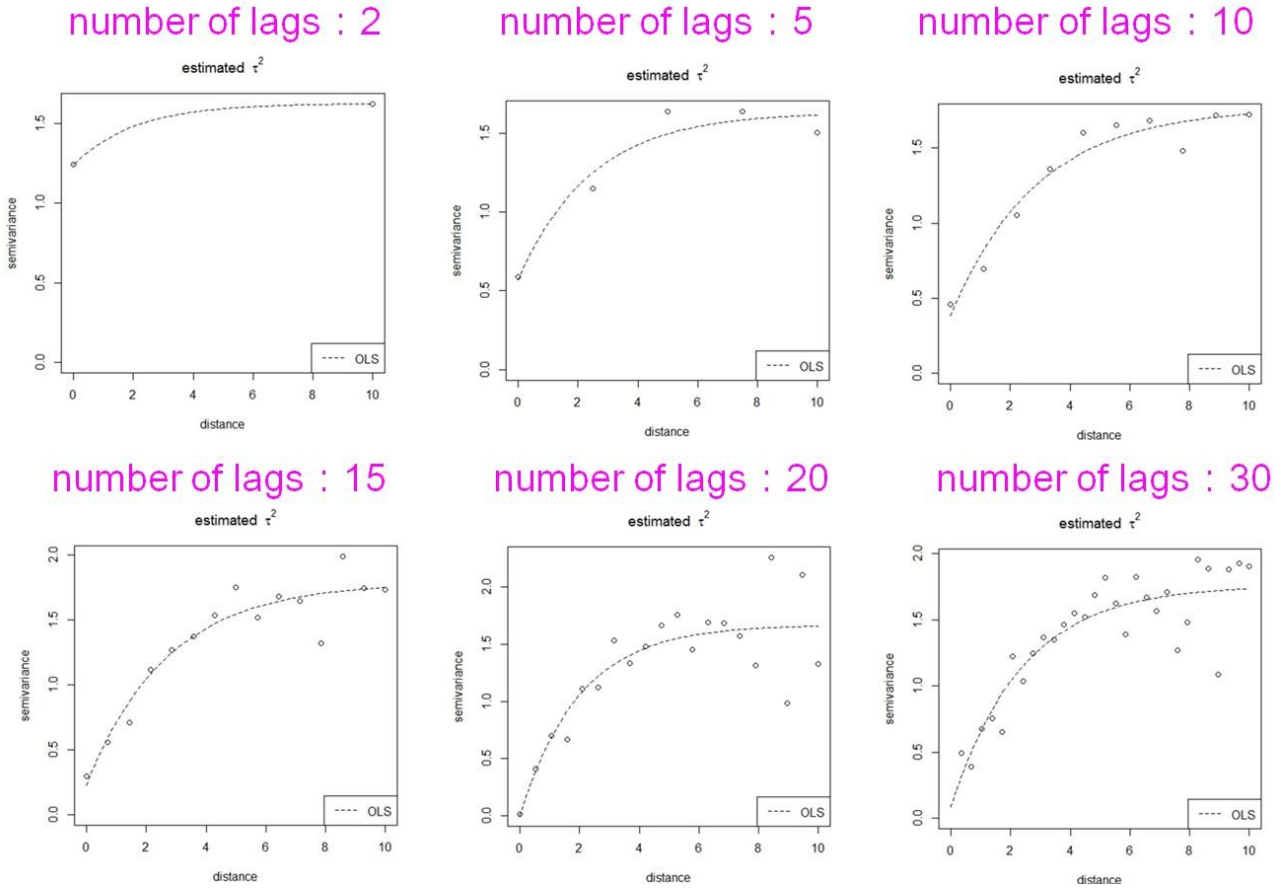 number of lags : 2
estimated τ²
semivariance
0.0 0.5 1.0 1.5
0 2 4 6 8 10
OLS
distance
number of lags : 5
estimated τ²
semivariance
0.0 0.5 1.0 1.5
0 2 4 6 8 10
OLS
distance
number of lags : 10
estimated τ²
semivariance
0.0 0.5 1.0 1.5
0 2 4 6 8 10
OLS
distance
number of lags : 15
estimated τ²
semivariance
0.0 0.5 1.0 1.5 2.0
0 2 4 6 8 10
OLS
distance
number of lags : 20
estimated τ²
semivariance
0.0 0.5 1.0 1.5 2.0
0 2 4 6 8 10
OLS
distance
number of lags : 30
estimated τ²
semivariance
0.0 0.5 1.0 1.5 2.0
0 2 4 6 8 10
OLS
distance